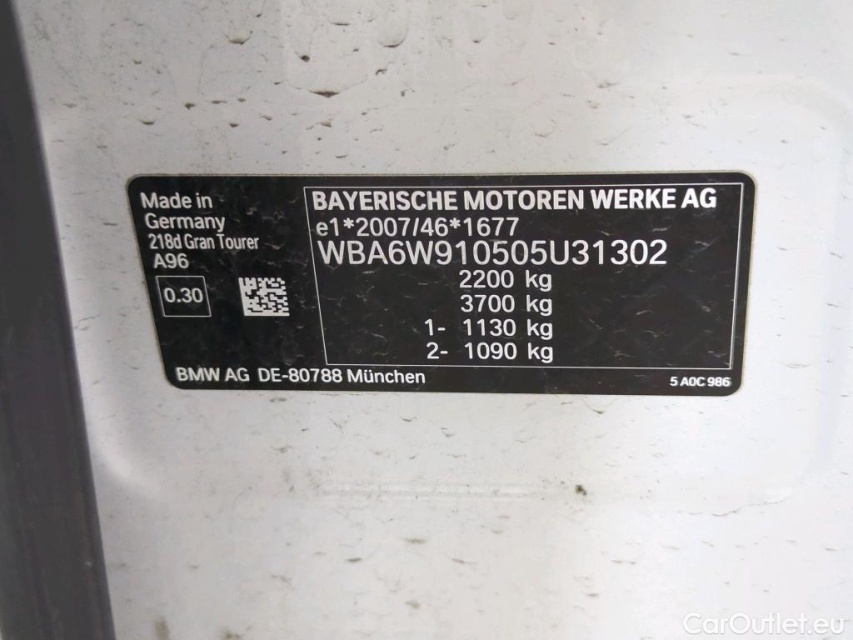 Made in
Germany
218d Gran Tourer
A96
0.30
BAYERISCHE MOTOREN WERKE AG
e1*2007/46*1677
WBA6W910505U31302
2200 kg
3700 kg
1- 1130 kg
2- 1090 kg
BMW AG DE-80788 München
5 A0C 986
CarOutlet.eu